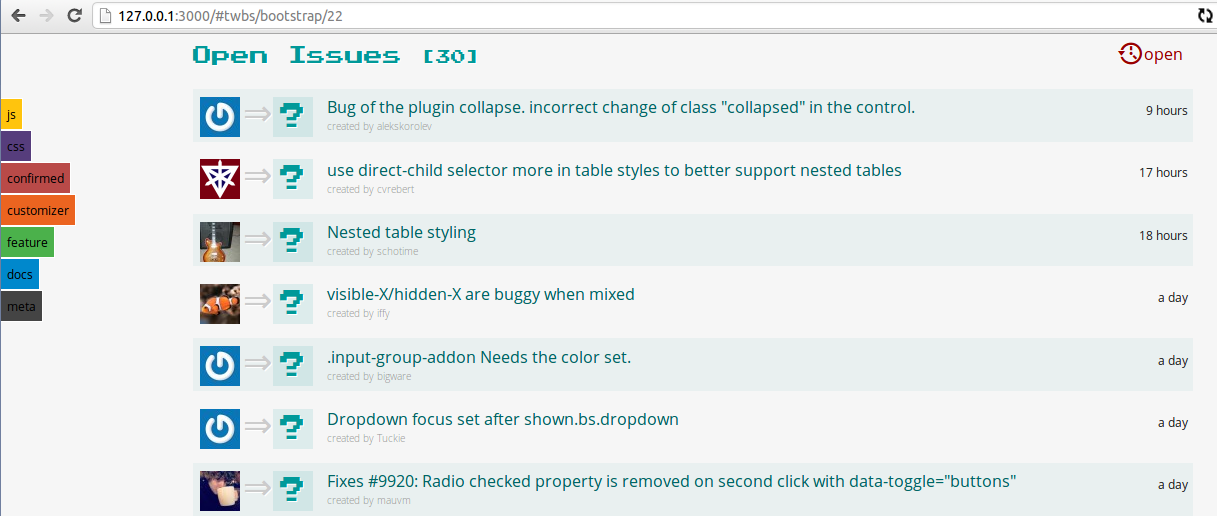 127.0.0.1:3000/#twbs/bootstrap/22
Open Issues [30]
open
js
css
confirmed
customizer
feature
docs
meta
?
Bug of the plugin collapse. incorrect change of class "collapsed" in the control.
9 hours
created by alekskorolev
?
use direct-child selector more in table styles to better support nested tables
17 hours
created by cvrebert
?
Nested table styling
18 hours
created by schotime
?
visible-X/hidden-X are buggy when mixed
a day
created by iffy
?
.input-group-addon Needs the color set.
a day
created by bigware
?
Dropdown focus set after shown.bs.dropdown
a day
created by Tuckie
?
Fixes #9920: Radio checked property is removed on second click with data-toggle="buttons"
a day
created by mauvm